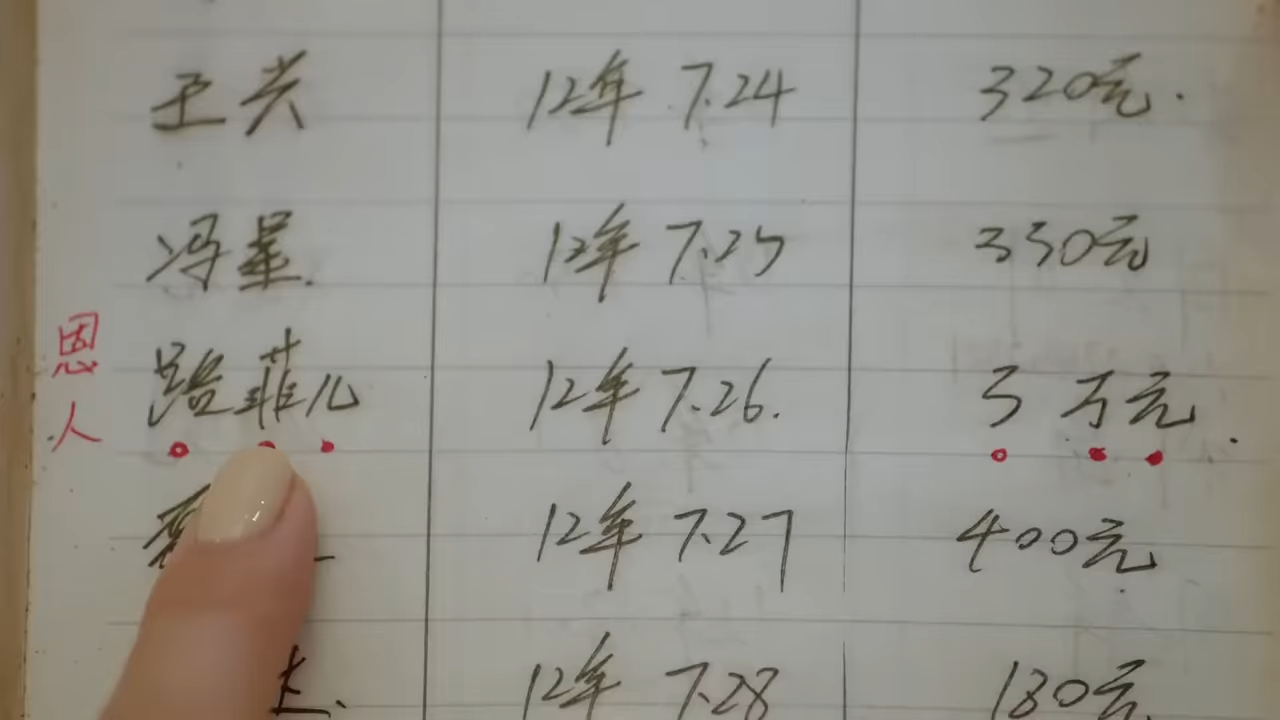 王兴 12年 7.24 320元.
冯星. 12年 7.25 350元
恩人 路菲儿 12年 7.26. 3万元.
12年 7.27 400元.
12年 7.28 180元.